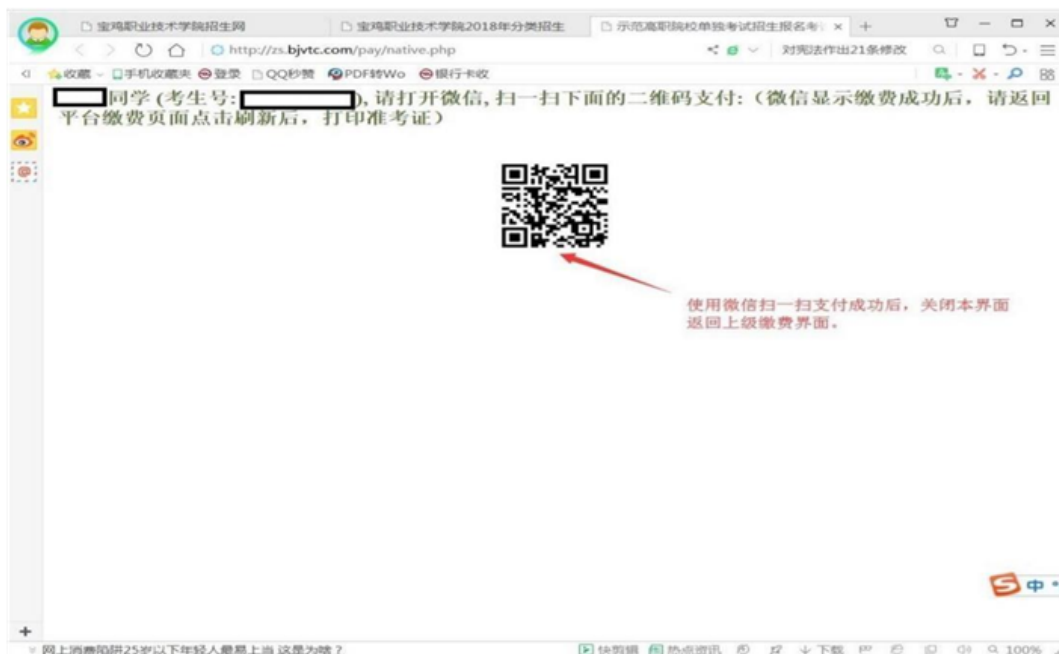 宝鸡职业技术学院招生网
宝鸡职业技术学院2018年分类招生
示范高职院校单独考试招生报名考
http://zs.bjvtc.com/pay/native.php
对宪法作出21条修改
收藏
手机收藏夹
登录
QQ秒赞
PDF转Wo
银行卡收
同学 (考生号: ), 请打开微信, 扫一扫下面的二维码支付: (微信显示缴费成功后, 请返回
平台缴费页面点击刷新后, 打印准考证)
使用微信扫一扫支付成功后, 关闭本界面
返回上级缴费界面。
中
网上消费陷阱25岁以下年轻人最易上当 这是为啥?
快剪辑
热点资讯
下载
100%